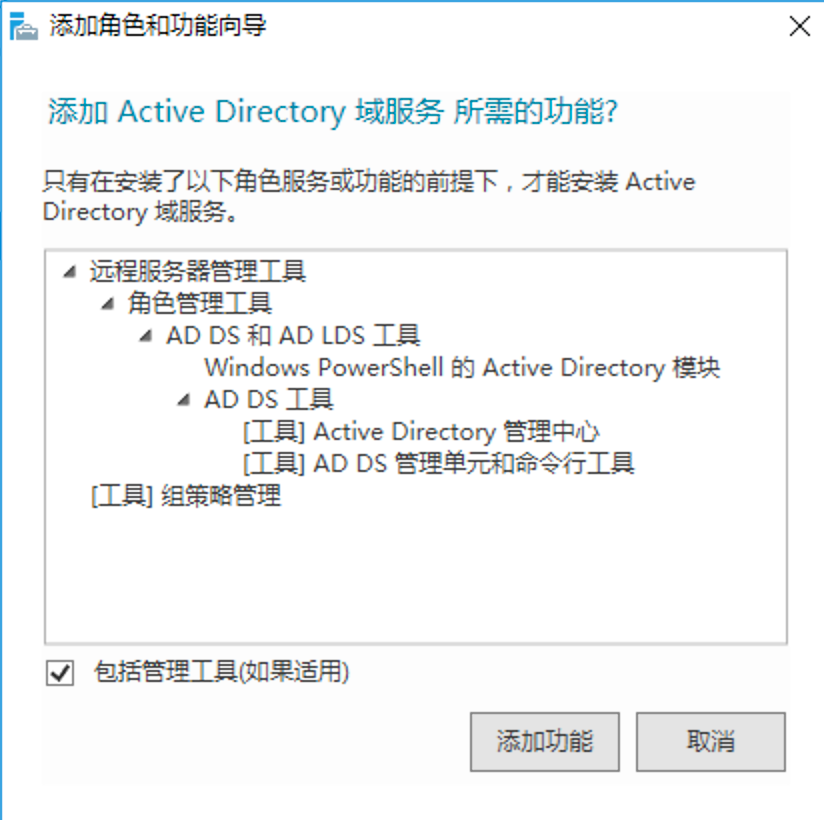 添加角色和功能向导
添加 Active Directory 域服务 所需的功能?
只有在安装了以下角色服务或功能的前提下，才能安装 Active
Directory 域服务。
远程服务器管理工具
角色管理工具
AD DS 和 AD LDS 工具
Windows PowerShell 的 Active Directory 模块
AD DS 工具
[工具] Active Directory 管理中心
[工具] AD DS 管理单元和命令行工具
[工具] 组策略管理
包括管理工具(如果适用)
添加功能
取消